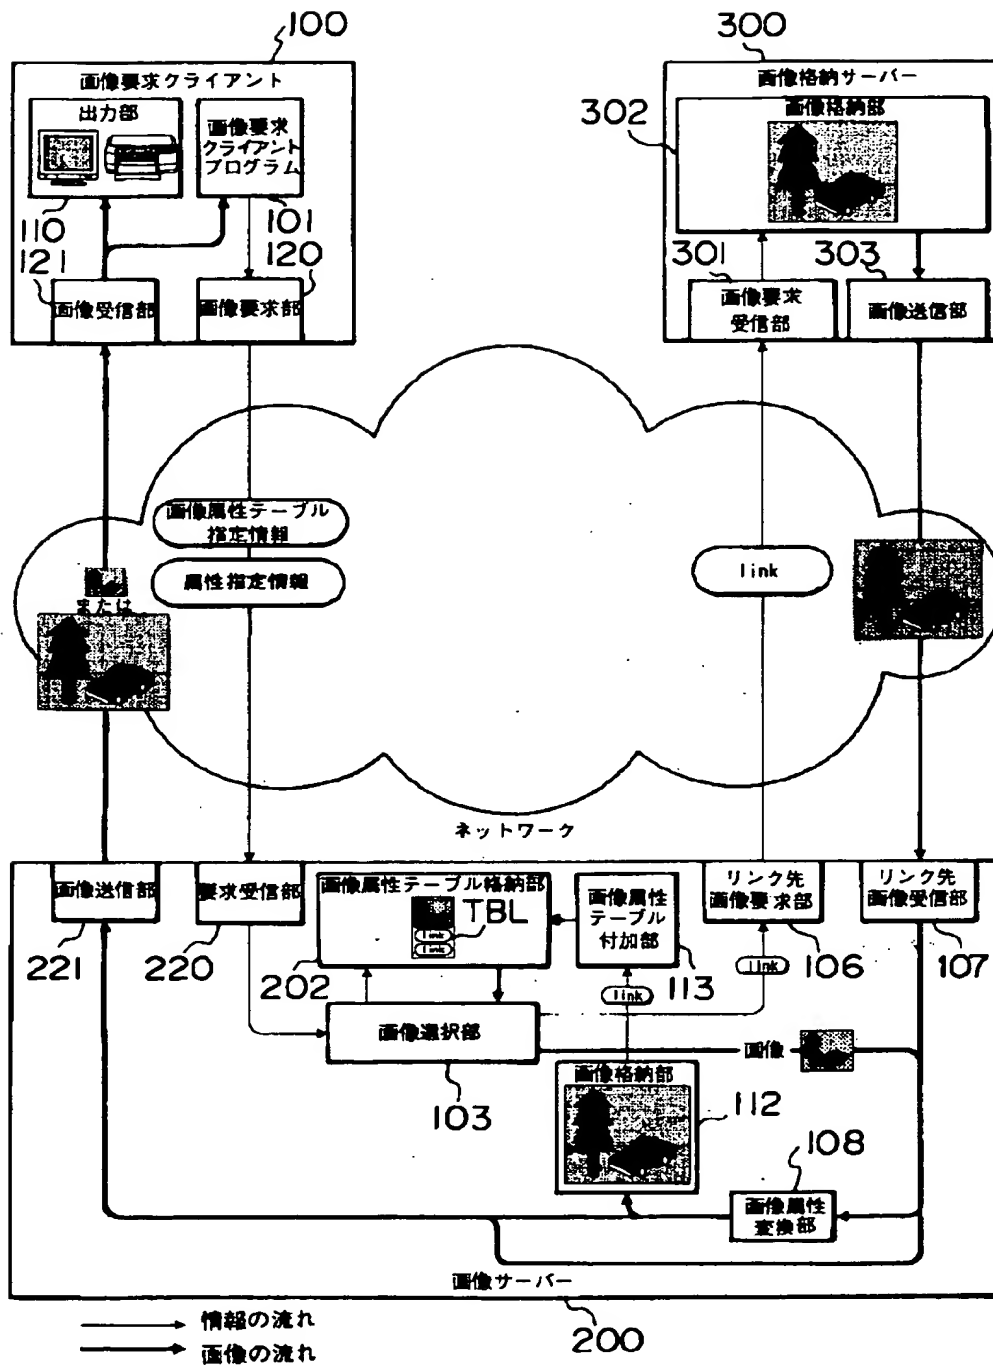 100
300
画像要求クライアント
出力部
画像要求
クライアント
プログラム
画像格納サーバー
画像格納部
302
110
121
101
120
301
303
画像受信部
画像要求部
画像要求
受信部
画像送信部
画像属性テーブル
指定情報
属性指定情報
link
または
ネットワーク
画像送信部
要求受信部
画像属性テーブル格納部
TBL
link
link
画像属性
テーブル
付加部
リンク先
画像要求部
リンク先
画像受信部
221
220
202
113
106
107
link
link
画像選択部
画像
103
画像格納部
112
108
画像属性
変換部
画像サーバー
200
情報の流れ
画像の流れ